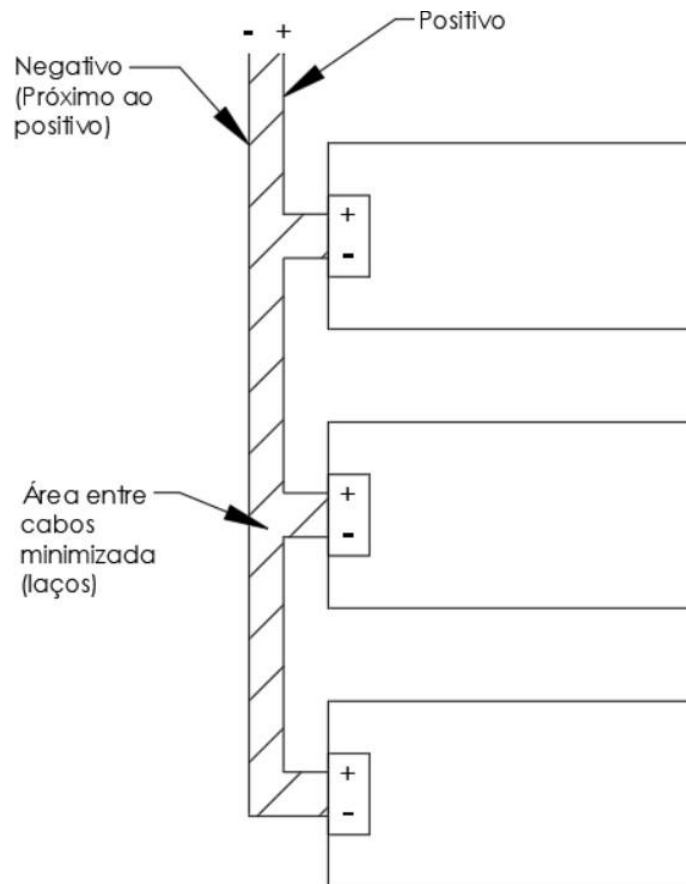 - +
Positivo
Negativo
(Próximo ao
positivo)
+
-
Área entre
cabos
minimizada
(laços)
+
-
+
-